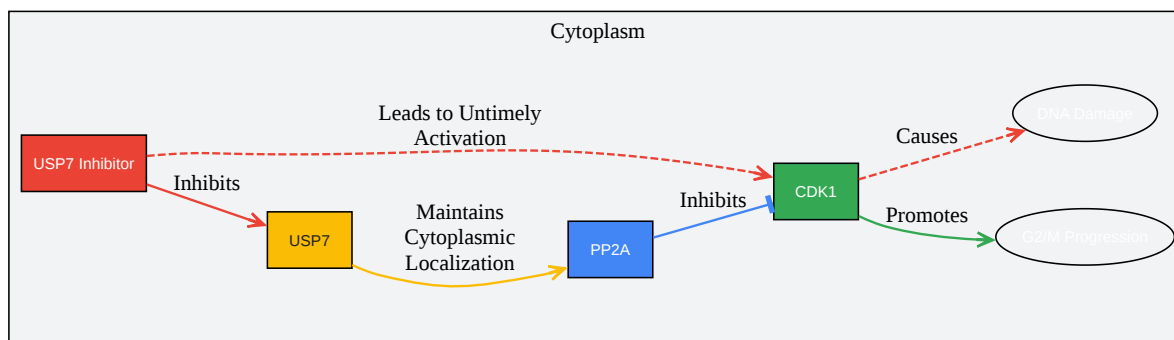 Cytoplasm
Leads to Untimely
Activation
DNA Damage
Causes
USP7 Inhibitor
Inhibits
CDK1
Inhibits
Promotes
Maintains
Cytoplasmic
Localization
USP7
PP2A
G2/M Progression